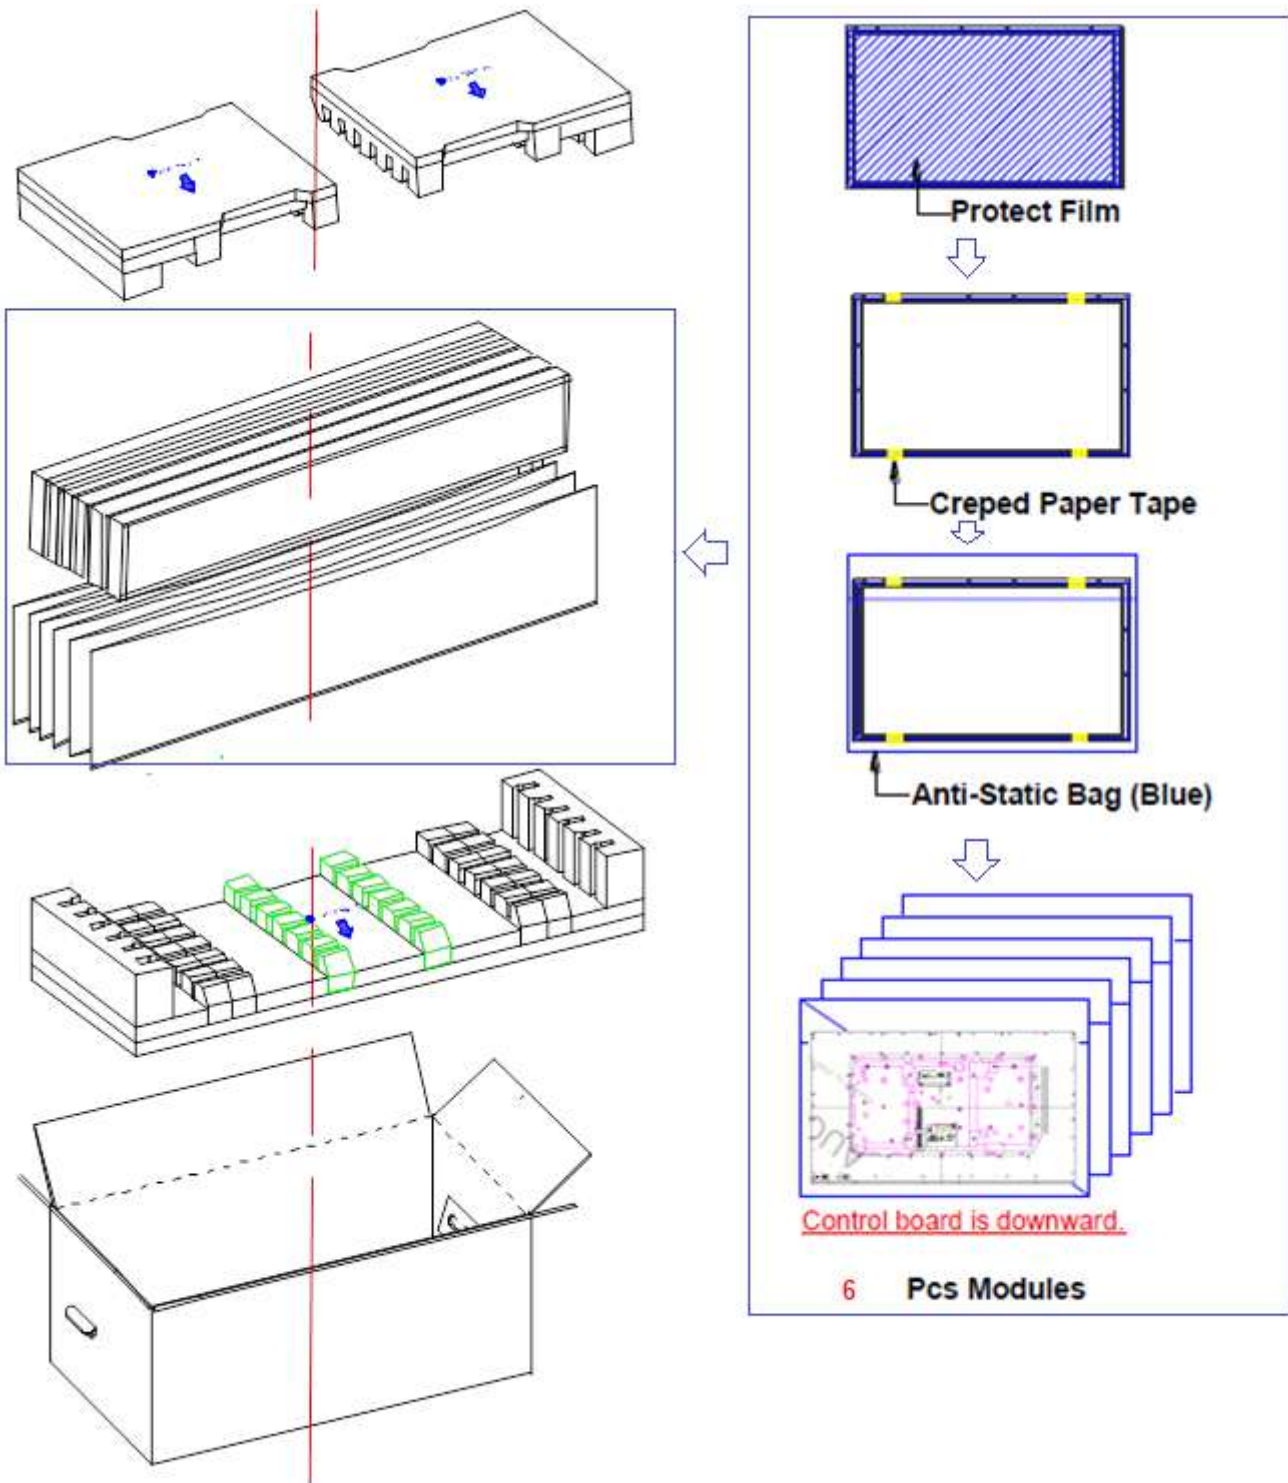 Protect Film
Creped Paper Tape
Anti-Static Bag (Blue)
Control board is downward.
6 Pcs Modules